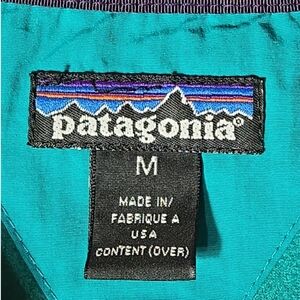 patagonia®
M
MADE IN/
FABRIQUE A
USA
CONTENT (OVER)